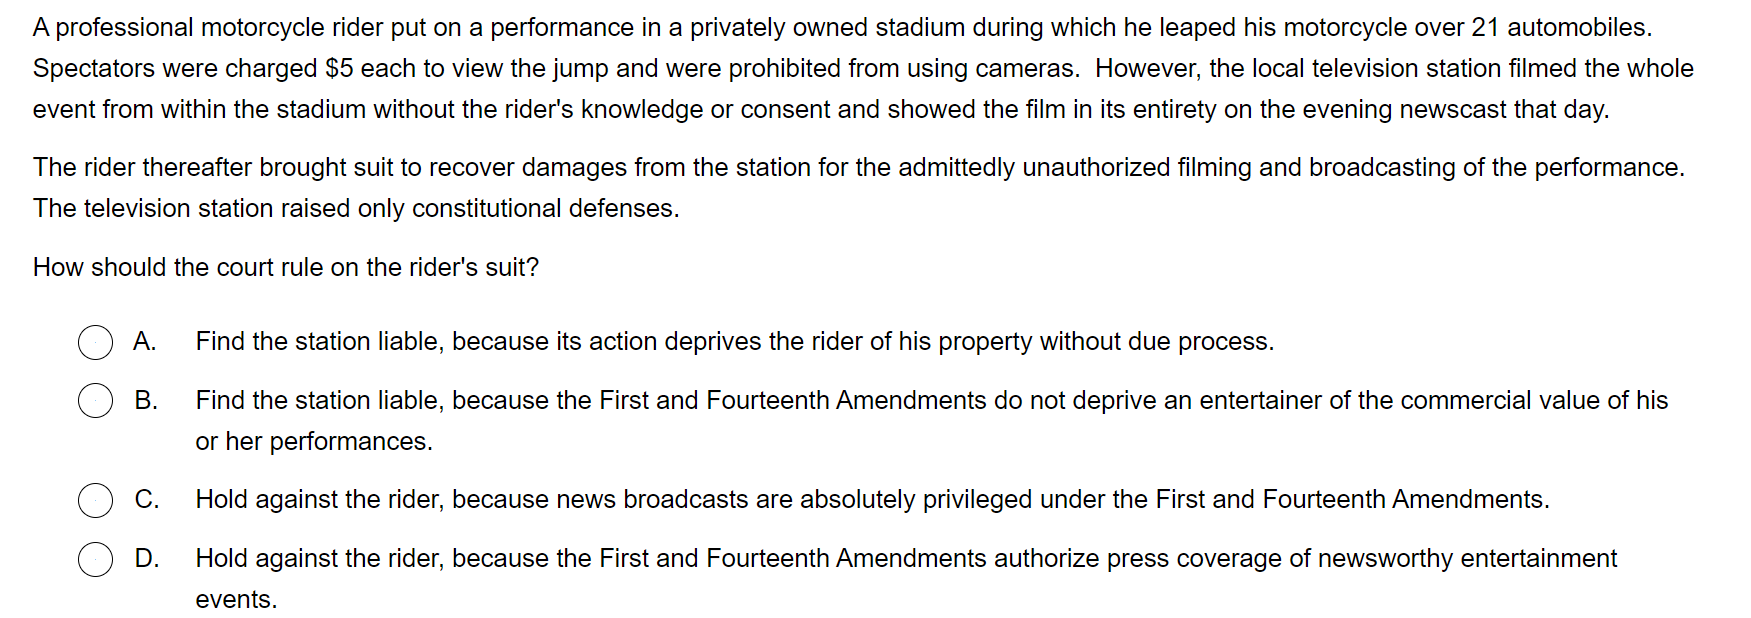 A professional motorcycle rider put on a performance in a privately owned stadium during which he leaped his motorcycle over 21 automobiles.
Spectators were charged $5 each to view the jump and were prohibited from using cameras.  However, the local television station filmed the whole
event from within the stadium without the rider's knowledge or consent and showed the film in its entirety on the evening newscast that day.
The rider thereafter brought suit to recover damages from the station for the admittedly unauthorized filming and broadcasting of the performance.
The television station raised only constitutional defenses.
How should the court rule on the rider's suit?
A. Find the station liable, because its action deprives the rider of his property without due process.
B. Find the station liable, because the First and Fourteenth Amendments do not deprive an entertainer of the commercial value of his
or her performances.
C. Hold against the rider, because news broadcasts are absolutely privileged under the First and Fourteenth Amendments.
D. Hold against the rider, because the First and Fourteenth Amendments authorize press coverage of newsworthy entertainment
events.